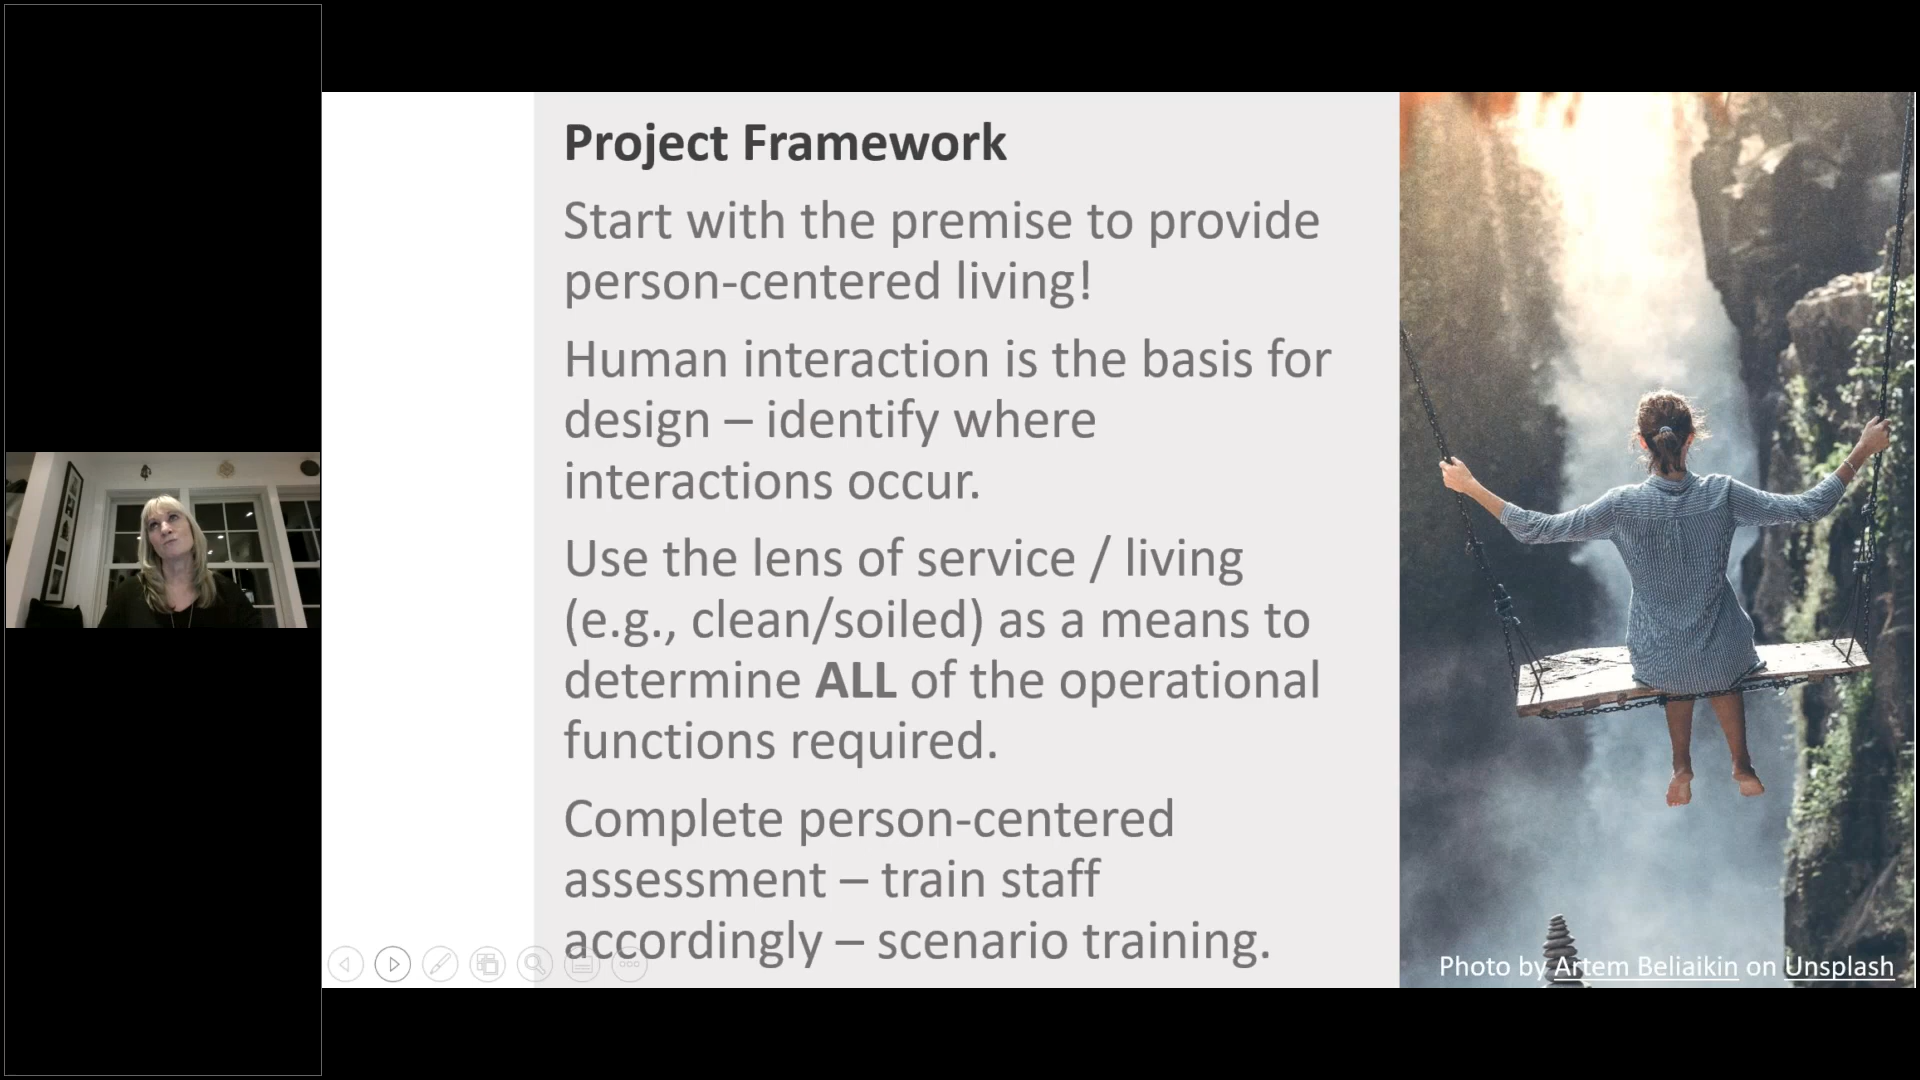 Project Framework
Start with the premise to provide
person-centered living!
Human interaction is the basis for
design – identify where
interactions occur.
Use the lens of service / living
(e.g., clean/soiled) as a means to
determine ALL of the operational
functions required.
Complete person-centered
assessment – train staff
accordingly – scenario training.
Photo by Artem Beliaikin on Unsplash